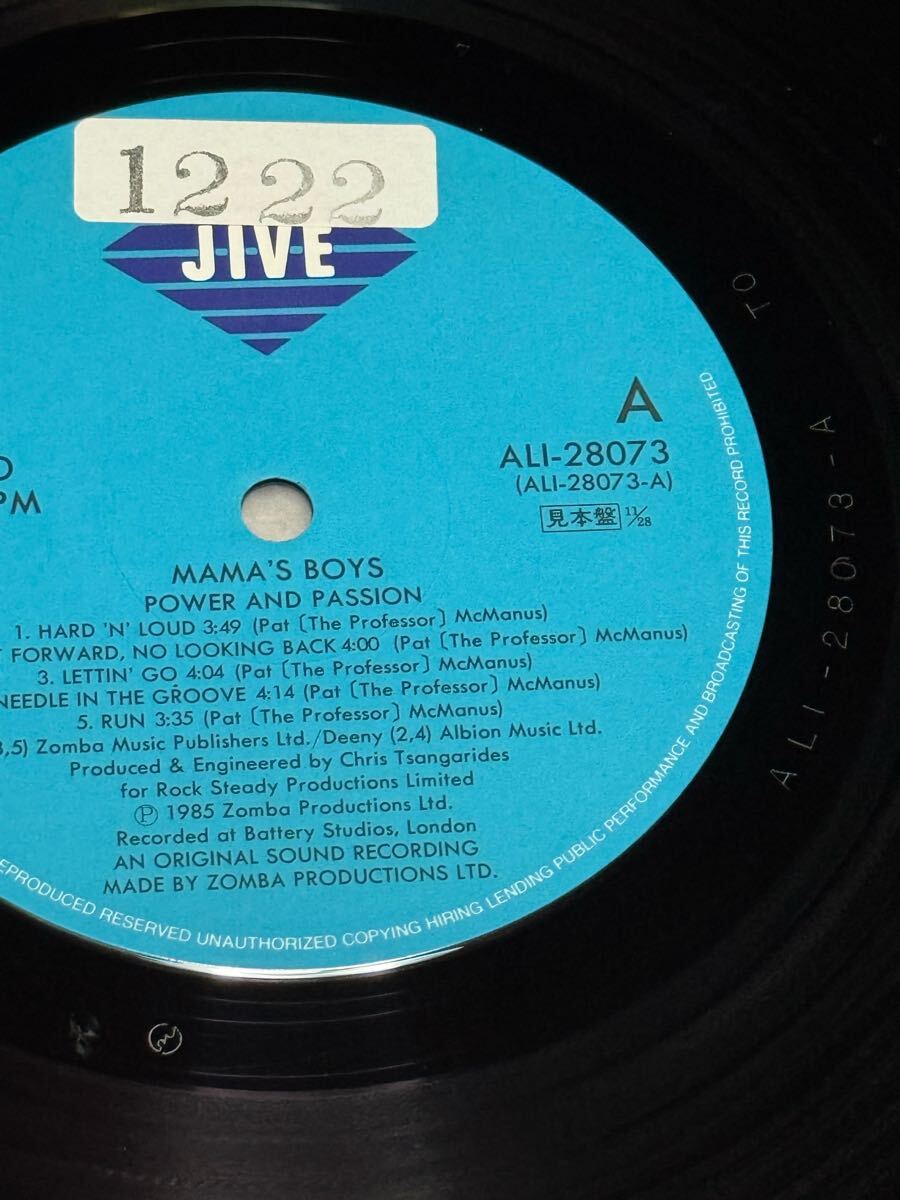 12 22
JIVE
A
ALI-28073
(ALI-28073-A)
見本盤 11/28
PM
MAMA'S BOYS
POWER AND PASSION
1. HARD 'N' LOUD 3:49 (Pat〔The Professor〕McManus)
FORWARD, NO LOOKING BACK 4:00 (Pat〔The Professor〕McManus)
3. LETTIN' GO 4:04 (Pat〔The Professor〕McManus)
NEEDLE IN THE GROOVE 4:14 (Pat〔The Professor〕McManus)
5. RUN 3:35 (Pat〔The Professor〕McManus)
3,5) Zomba Music Publishers Ltd./Deeny (2,4) Albion Music Ltd.
Produced & Engineered by Chris Tsangarides
for Rock Steady Productions Limited
Ⓟ 1985 Zomba Productions Ltd.
Recorded at Battery Studios, London
AN ORIGINAL SOUND RECORDING
MADE BY ZOMBA PRODUCTIONS LTD.
REPRODUCED RESERVED UNAUTHORIZED COPYING HIRING LENDING PUBLIC PERFORMANCE AND BROADCASTING OF THIS RECORD PROHIBITED
TO
ALI-28073-A